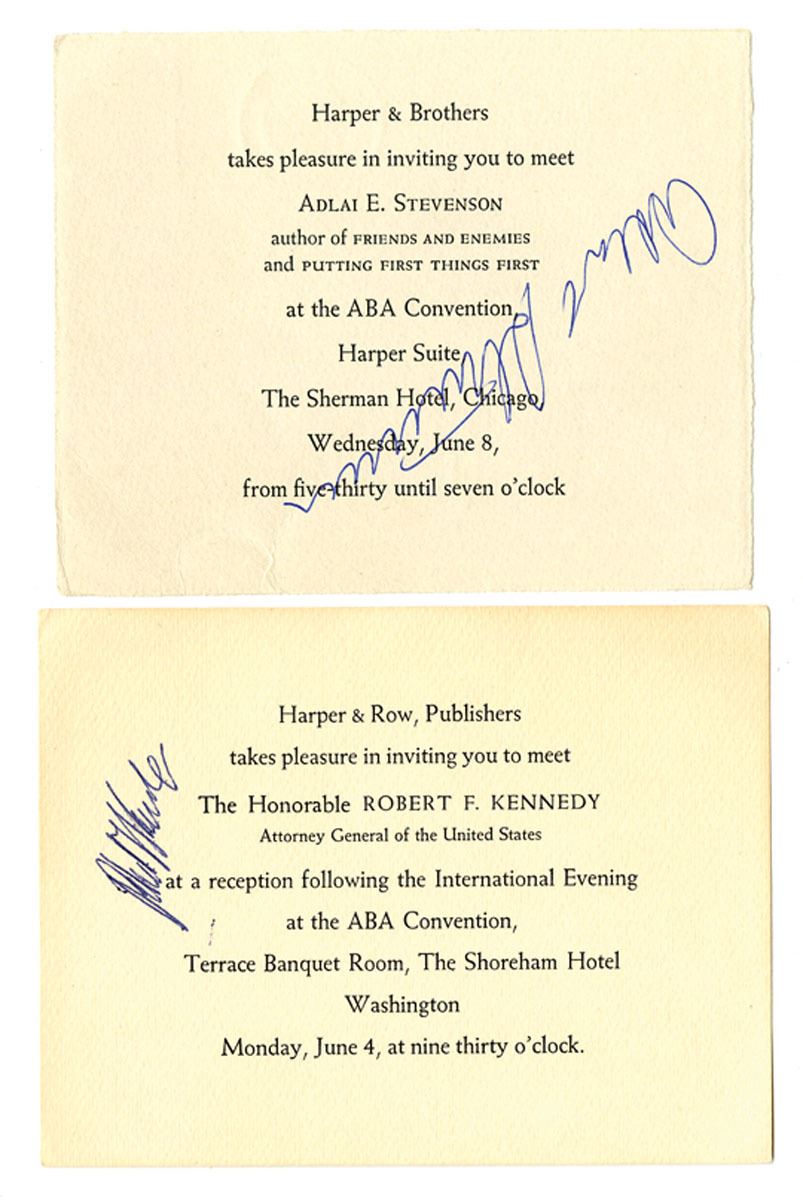 Harper & Brothers
takes pleasure in inviting you to meet
ADLAI E. STEVENSON
author of FRIENDS AND ENEMIES
and PUTTING FIRST THINGS FIRST
at the ABA Convention,
Harper Suite,
The Sherman Hotel, Chicago,
Wednesday, June 8,
from five-thirty until seven o'clock
Adlai E Stevenson
Harper & Row, Publishers
takes pleasure in inviting you to meet
The Honorable ROBERT F. KENNEDY
Attorney General of the United States
at a reception following the International Evening
at the ABA Convention,
Terrace Banquet Room, The Shoreham Hotel
Washington
Monday, June 4, at nine thirty o'clock.